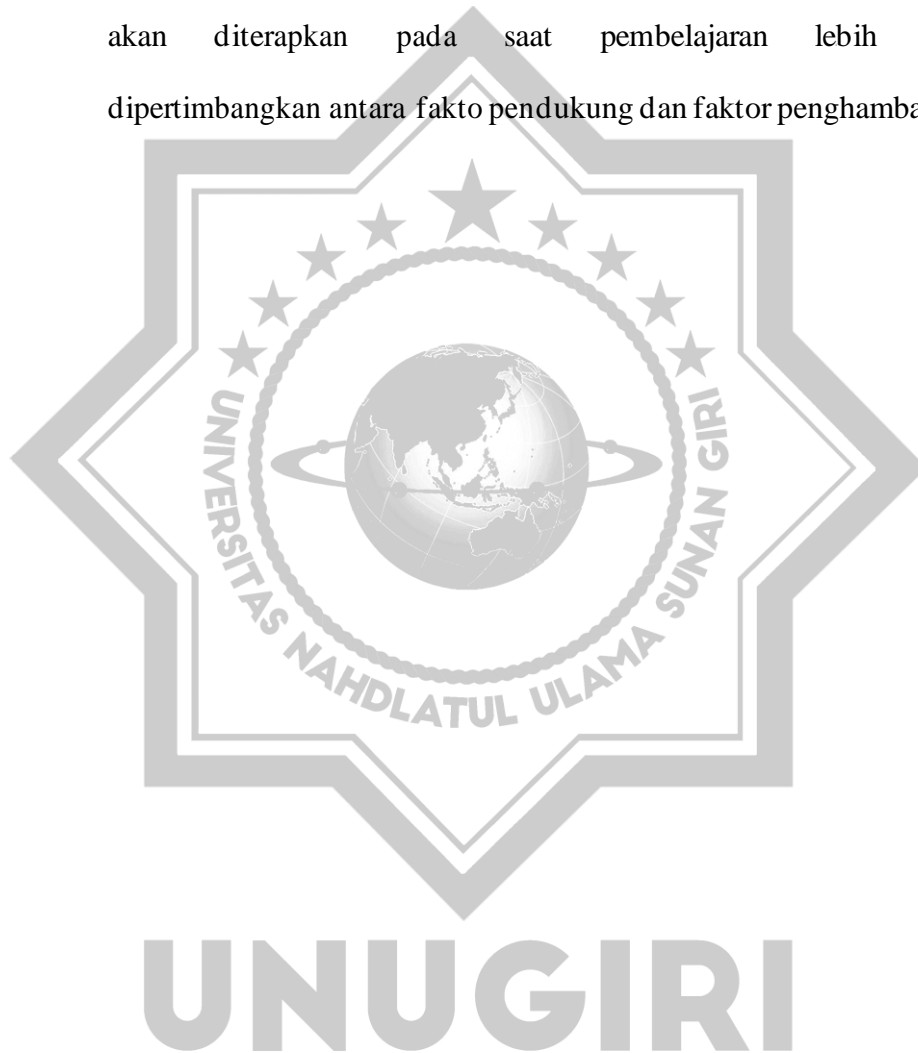 akan diterapkan pada saat pembelajaran lebih
dipertimbangkan antara fakto pendukung dan faktor penghamba
UNIVERSITAS NAHDLATUL ULAMA SUNAN GIRI
UNUGIRI